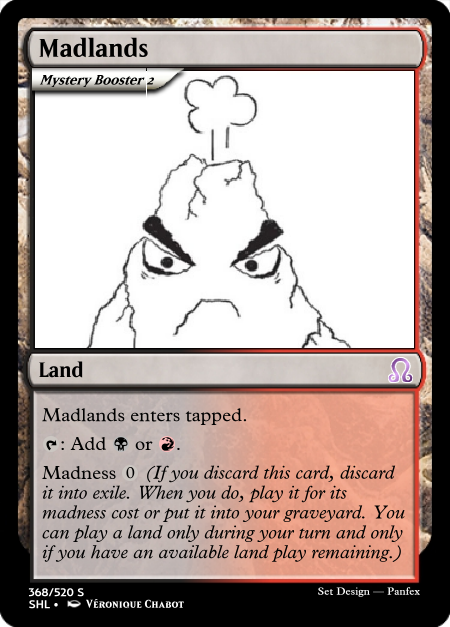 Madlands
Mystery Booster 2
Land
Madlands enters tapped.
: Add or .
Madness 0 (If you discard this card, discard
it into exile. When you do, play it for its
madness cost or put it into your graveyard. You
can play a land only during your turn and only
if you have an available land play remaining.)
368/520 S
Set Design — Panfex
SHL • Véronique Chabot